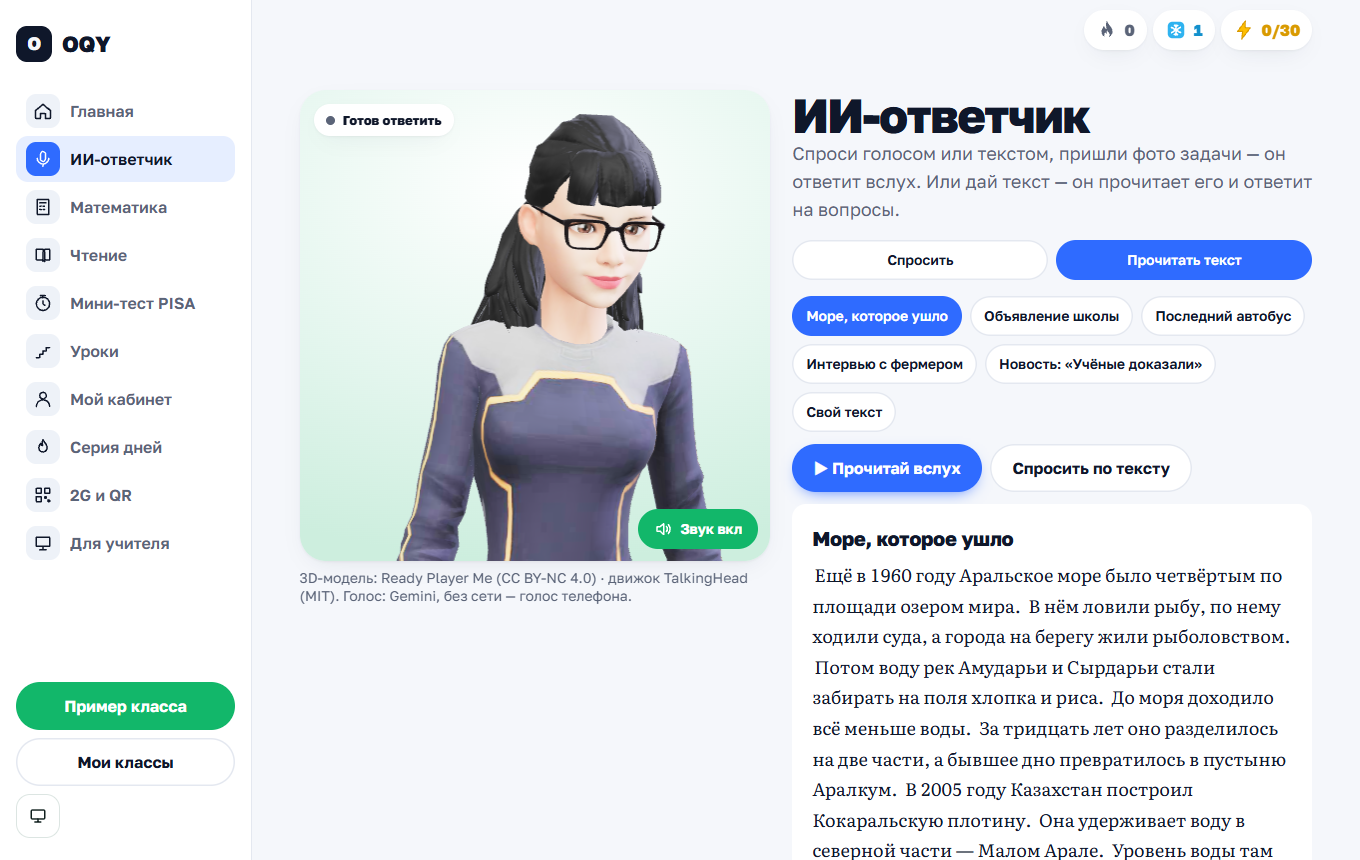 O OQY
Главная
ИИ-ответчик
Математика
Чтение
Мини-тест PISA
Уроки
Мой кабинет
Серия дней
2G и QR
Для учителя
Пример класса
Мои классы
0
1
0/30
Готов ответить
Звук вкл
3D-модель: Ready Player Me (CC BY-NC 4.0) · движок TalkingHead
(MIT). Голос: Gemini, без сети — голос телефона.
ИИ-ответчик
Спроси голосом или текстом, пришли фото задачи — он
ответит вслух. Или дай текст — он прочитает его и ответит
на вопросы.
Спросить
Прочитать текст
Море, которое ушло
Объявление школы
Последний автобус
Интервью с фермером
Новость: «Учёные доказали»
Свой текст
▶ Прочитай вслух
Спросить по тексту
Море, которое ушло
Ещё в 1960 году Аральское море было четвёртым по
площади озером мира. В нём ловили рыбу, по нему
ходили суда, а города на берегу жили рыболовством.
Потом воду рек Амударьи и Сырдарьи стали
забирать на поля хлопка и риса. До моря доходило
всё меньше воды. За тридцать лет оно разделилось
на две части, а бывшее дно превратилось в пустыню
Аралкум. В 2005 году Казахстан построил
Кокаральскую плотину. Она удерживает воду в
северной части — Малом Арале. Уровень воды там